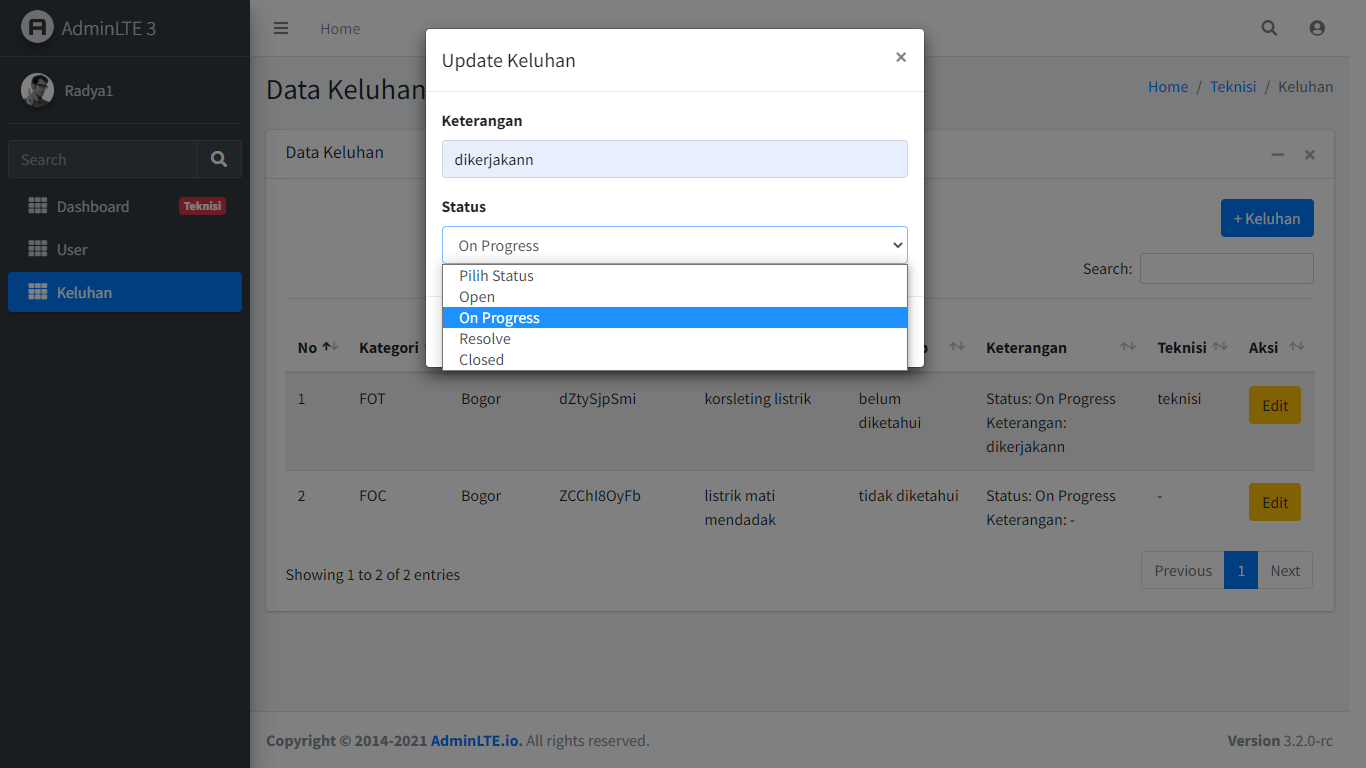 AdminLTE 3
Home
Radya1
Search
Dashboard
Teknisi
User
Keluhan
Data Keluhan
Home / Teknisi / Keluhan
Data Keluhan
+ Keluhan
Search:
Update Keluhan
×
Keterangan
dikerjakann
Status
On Progress
Pilih Status
Open
On Progress
Resolve
Closed
No Kategori Keterangan Teknisi Aksi
1 FOT Bogor dZtySjpSmi korsleting listrik belum diketahui Status: On Progress Keterangan: dikerjakann teknisi Edit
2 FOC Bogor ZCChI8OyFb listrik mati mendadak tidak diketahui Status: On Progress Keterangan: - - Edit
Showing 1 to 2 of 2 entries
Previous 1 Next
Copyright © 2014-2021 AdminLTE.io. All rights reserved.
Version 3.2.0-rc